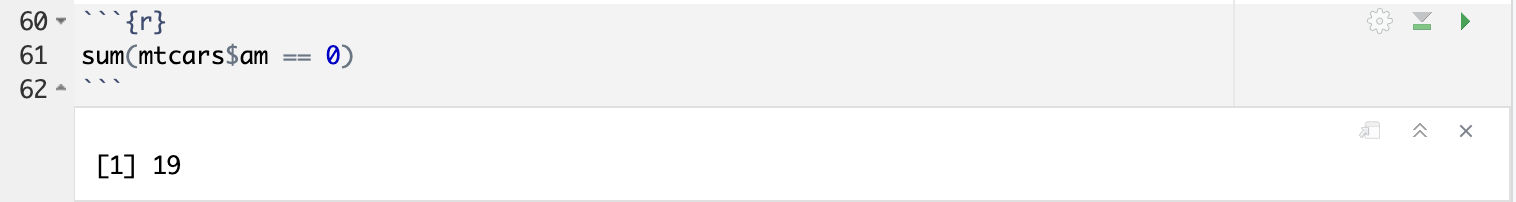 60 ```{r}
61 sum(mtcars$am == 0)
62 ```
[1] 19